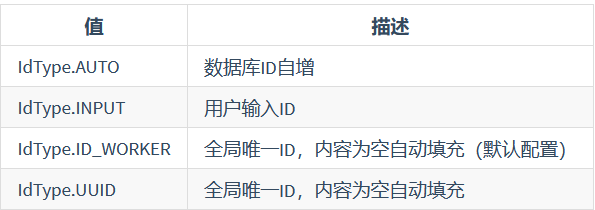 值 描述
IdType.AUTO 数据库ID自增
IdType.INPUT 用户输入ID
IdType.ID_WORKER 全局唯一ID，内容为空自动填充（默认配置）
IdType.UUID 全局唯一ID，内容为空自动填充